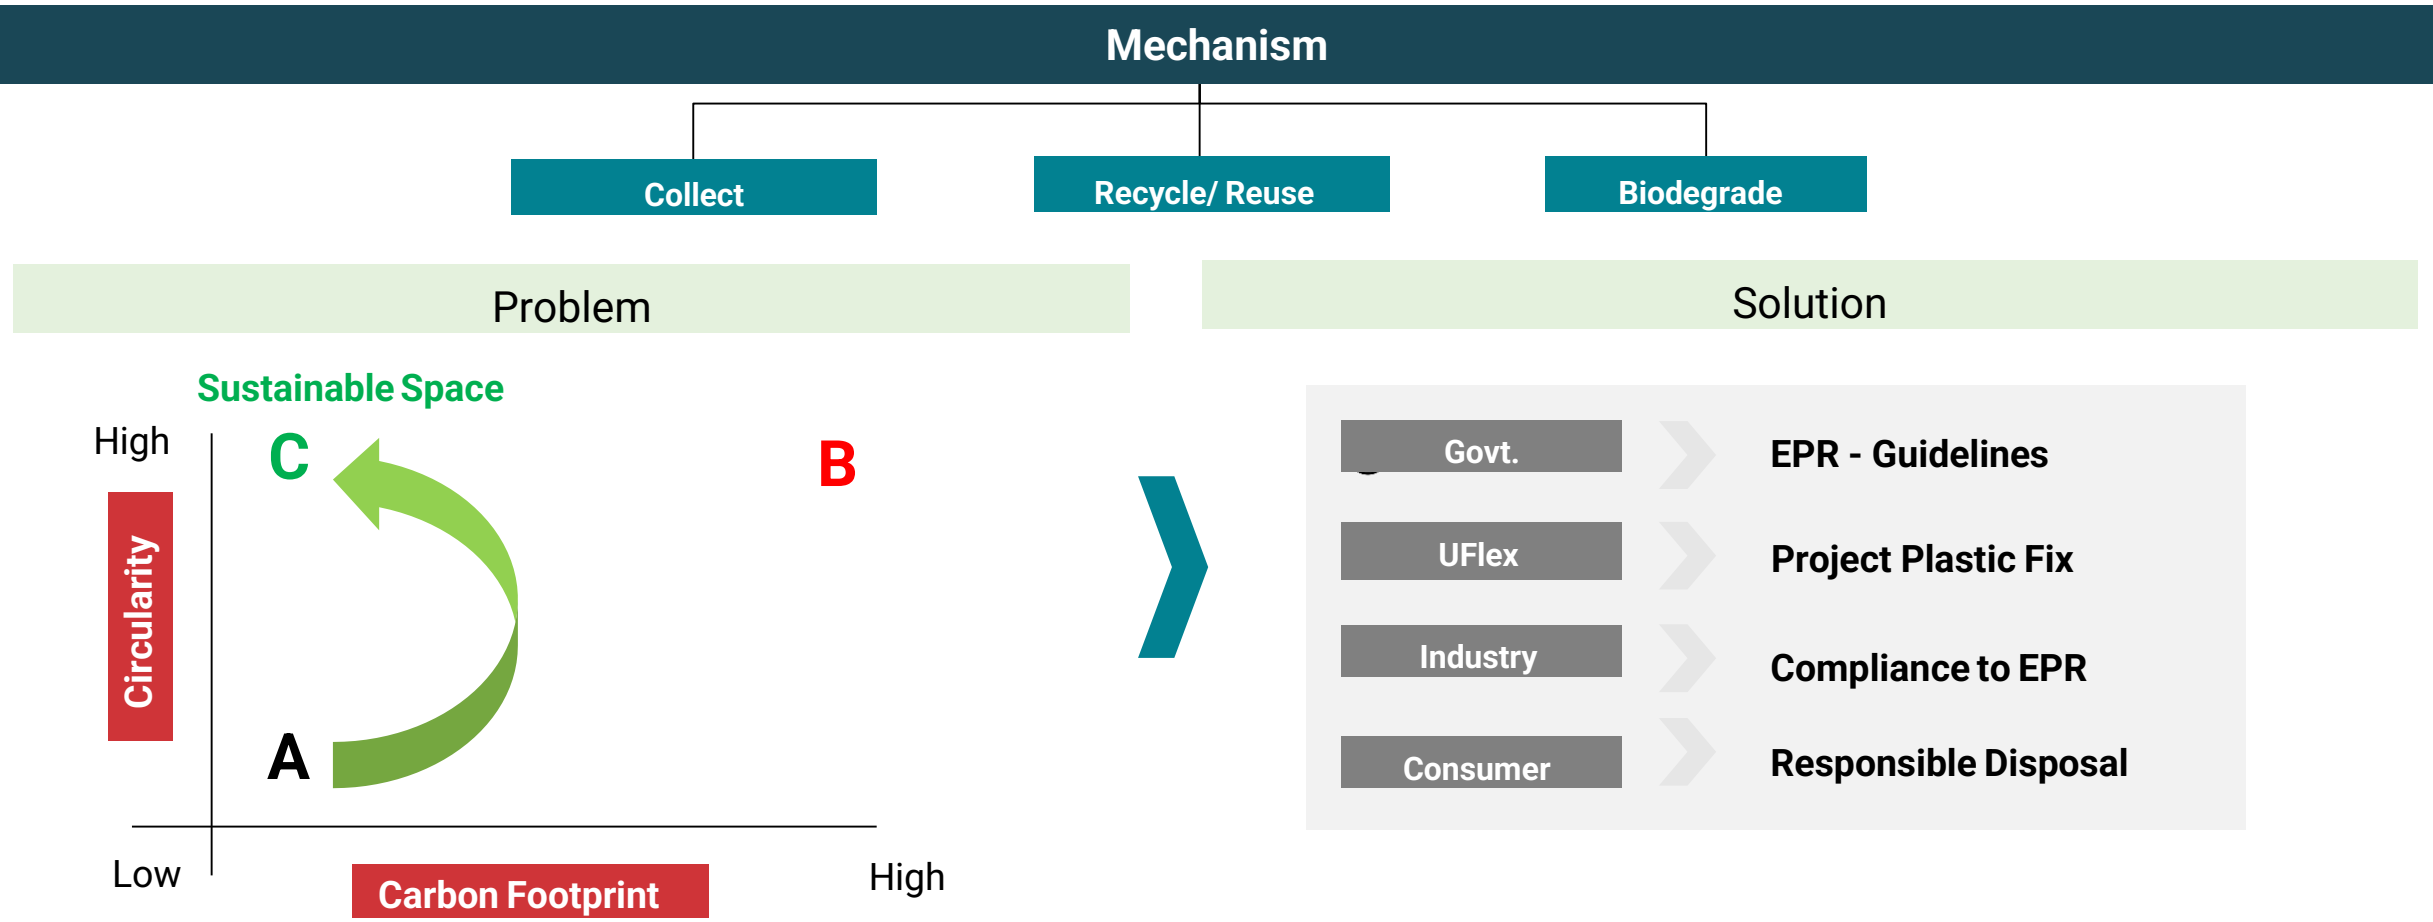 Mechanism
Collect
Recycle/ Reuse
Biodegrade
Problem
Solution
Sustainable Space
High
C
B
Circularity
A
Low
Carbon Footprint
High
Govt.
EPR - Guidelines
UFlex
Project Plastic Fix
Industry
Compliance to EPR
Consumer
Responsible Disposal